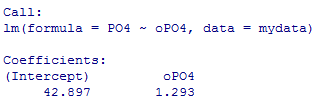 Call:
lm(formula = PO4 ~ oPO4, data = mydata)
Coefficients:
(Intercept) oPO4
42.897 1.293